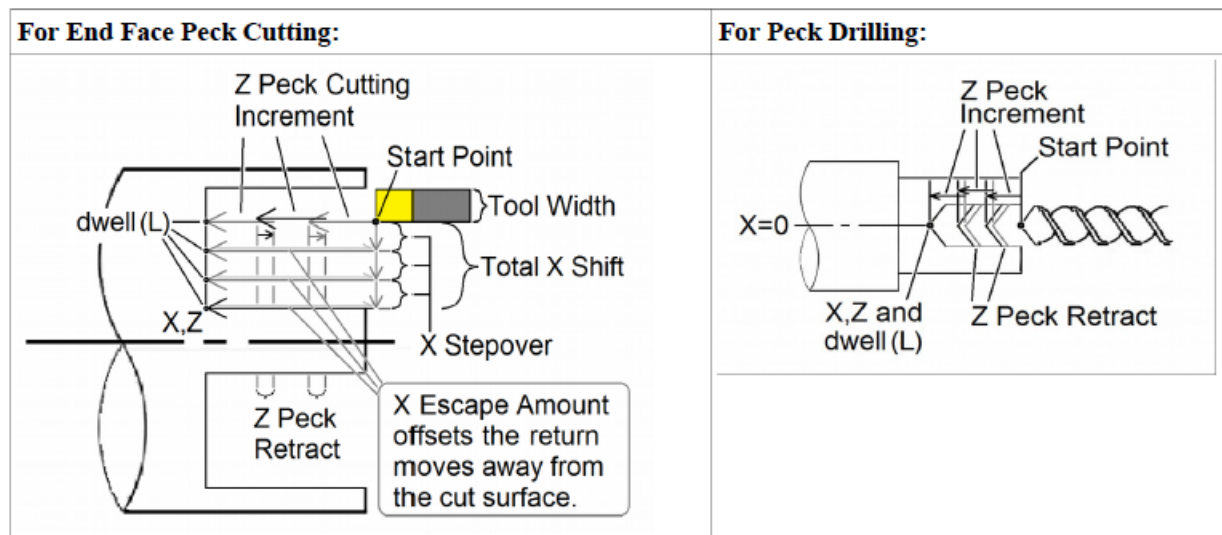 For End Face Peck Cutting:
Z Peck Cutting
Increment
Start Point
Tool Width
dwell (L)
Total X Shift
X,Z
X Stepover
Z Peck
Retract
X Escape Amount
offsets the return
moves away from
the cut surface.
For Peck Drilling:
Z Peck
Increment
Start Point
X=0
X,Z and
dwell (L)
Z Peck Retract